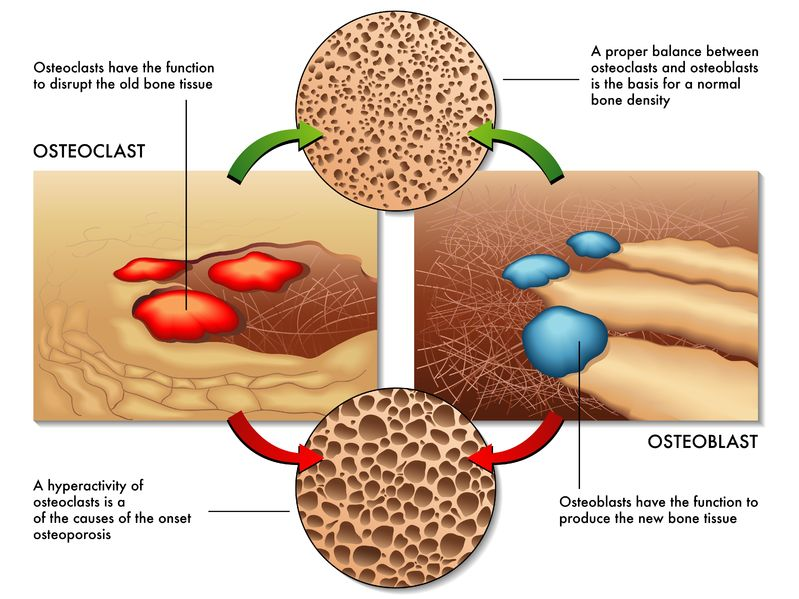 Osteoclasts have the function
to disrupt the old bone tissue
A proper balance between
osteoclasts and osteoblasts
is the basis for a normal
bone density
OSTEOCLAST
OSTEOBLAST
A hyperactivity of
osteoclasts is a
of the causes of the onset
osteoporosis
Osteoblasts have the function to
produce the new bone tissue